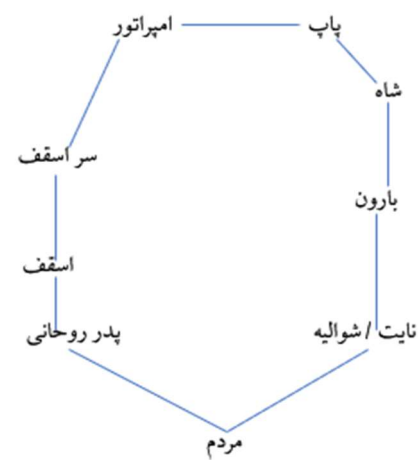 پاپ
امپراتور
شاه
سر اسقف
بارون
اسقف
نایت / شوالیه
پدر روحانی
مردم